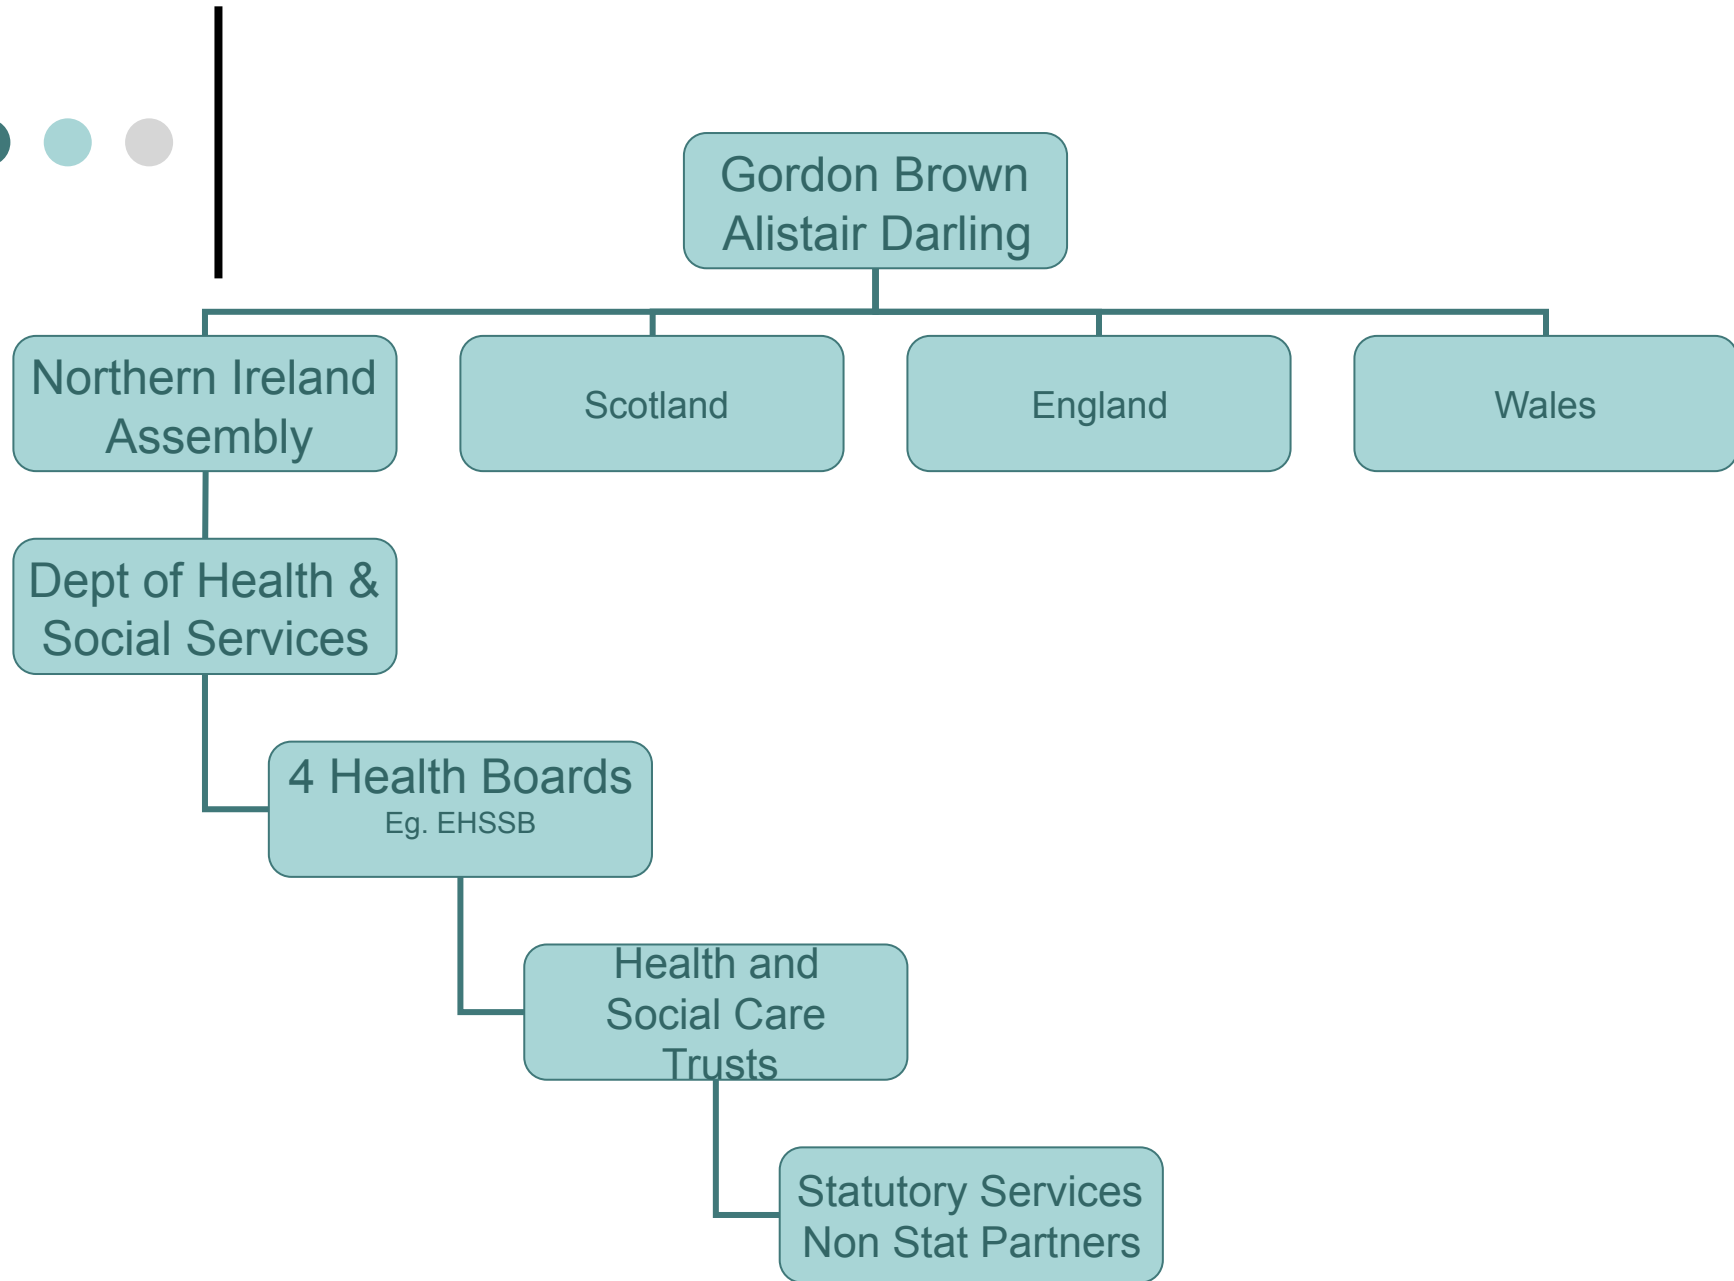 Gordon Brown
Alistair Darling
Northern Ireland
Assembly
Scotland
England
Wales
Dept of Health &
Social Services
4 Health Boards
Eg. EHSSB
Health and
Social Care
Trusts
Statutory Services
Non Stat Partners